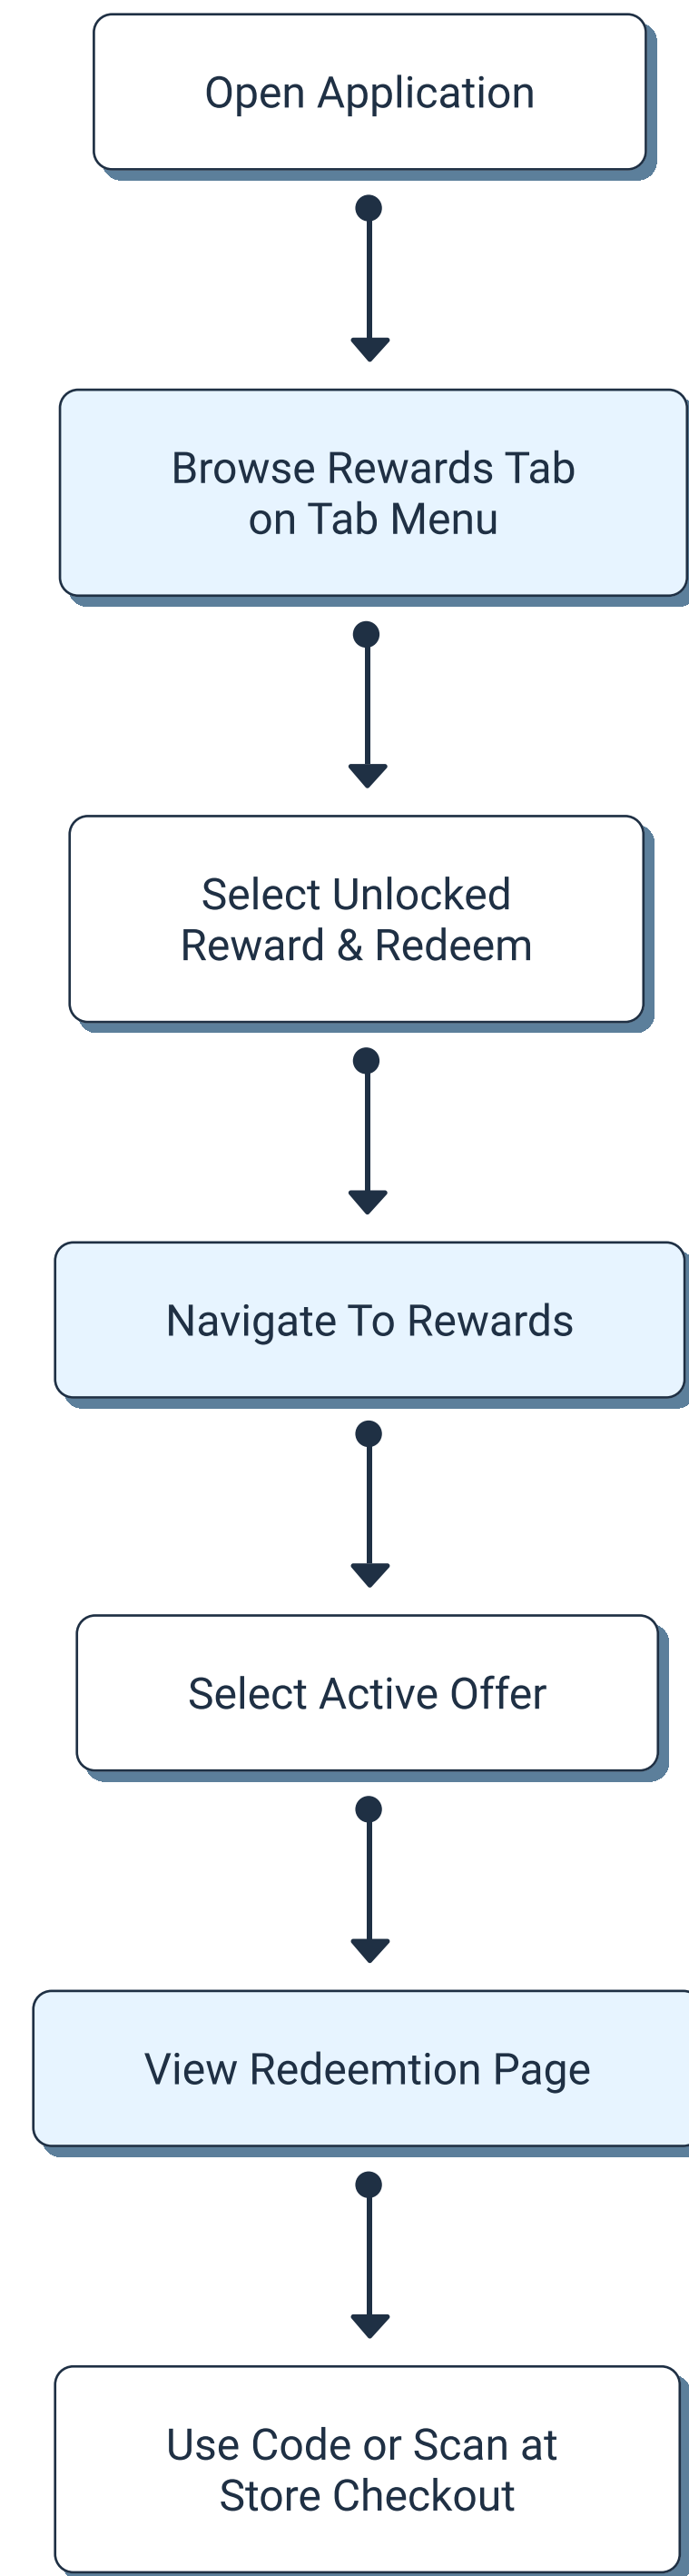 Open Application
Browse Rewards Tab
on Tab Menu
Select Unlocked
Reward & Redeem
Navigate To Rewards
Select Active Offer
View Redeemtion Page
Use Code or Scan at
Store Checkout